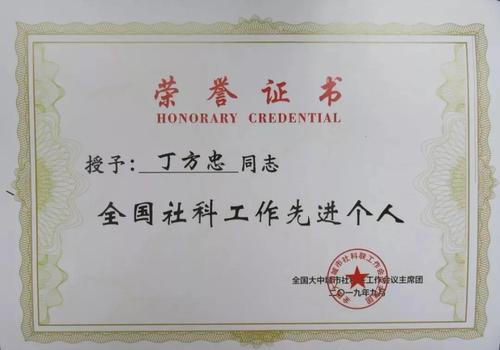 荣誉证书
HONORARY CREDENTIAL
授予：丁方忠同志
全国社科工作先进个人
全国大中城市社科联工作会议主席团
二〇一九年九月